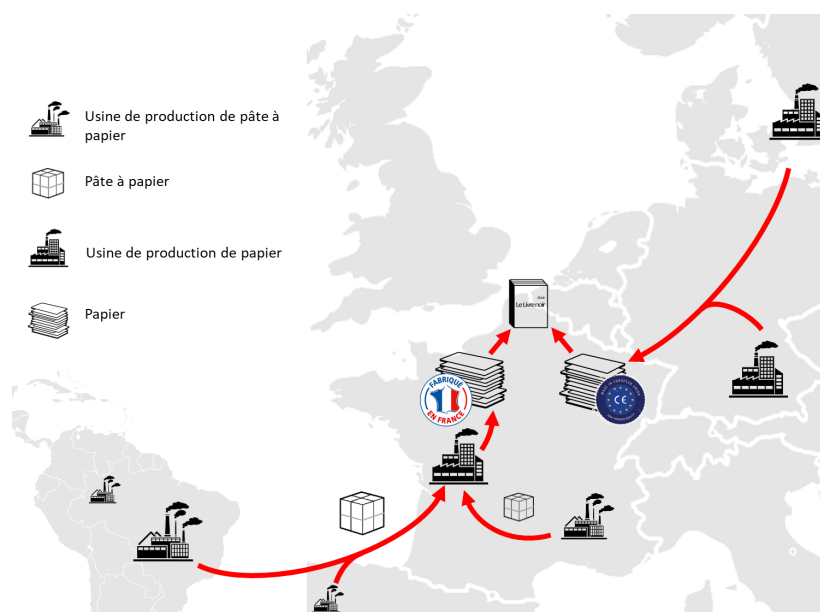 Usine de production de pâte à
papier
Pâte à papier
Usine de production de papier
Papier
Le Livre noir
FABRIQUÉ
EN FRANCE
CE